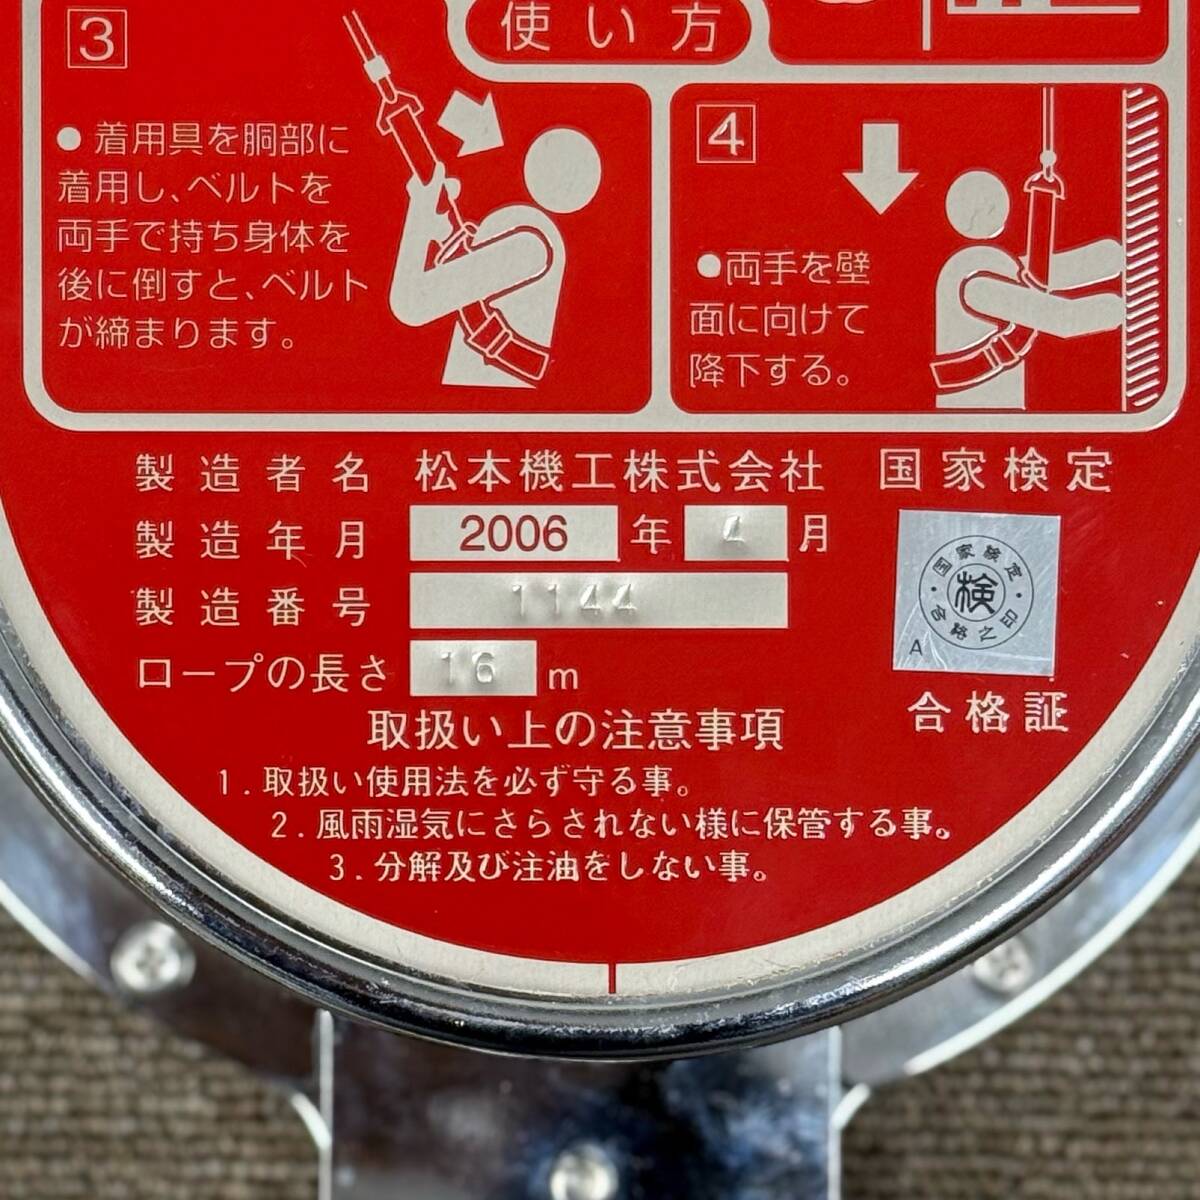 使い方
3
●着用具を胴部に
着用し、ベルトを
両手で持ち身体を
後に倒すと、ベルト
が締まります。
4
●両手を壁
面に向けて
降下する。
製造者名 松本機工株式会社
製造年月 2006年 4月
製造番号 1144
ロープの長さ 16 m
国家検定
国家検定
検
合格之印
A
合格証
取扱い上の注意事項
1.取扱い使用法を必ず守る事。
2.風雨湿気にさらされない様に保管する事。
3.分解及び注油をしない事。